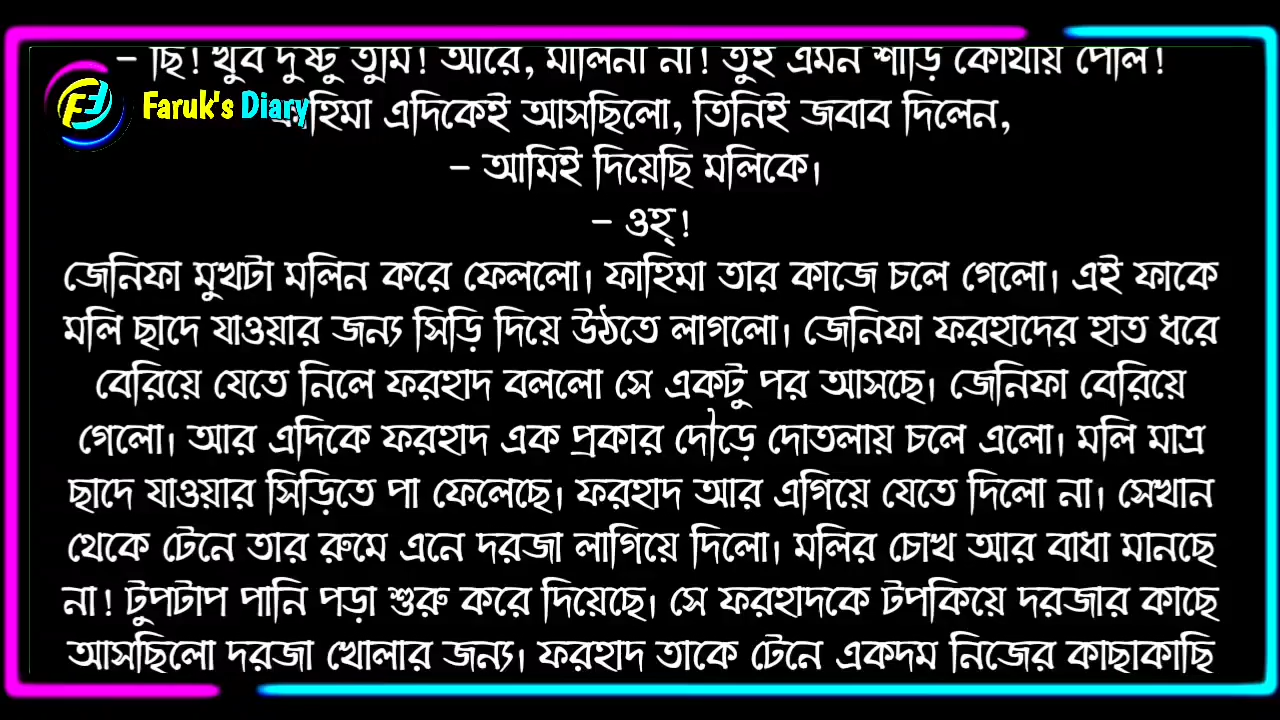 - ছি! খুব দুষ্টু তুমি! আরে, মালিনা না! তুই এমন শাড়ি কোথায় পেলি!
Faruk's Diary
এদিকেই আসছিলো, তিনিই জবাব দিলেন,
- আমিই দিয়েছি মলিকে।
- ওহ্!
জেনিফা মুখটা মলিন করে ফেললো। ফাহিমা তার কাজে চলে গেলো। এই ফাকে
মলি ছাদে যাওয়ার জন্য সিড়ি দিয়ে উঠতে লাগলো। জেনিফা ফরহাদের হাত ধরে
বেরিয়ে যেতে নিলে ফরহাদ বললো সে একটু পর আসছে। জেনিফা বেরিয়ে
গেলো। আর এদিকে ফরহাদ এক প্রকার দৌড়ে দোতলায় চলে এলো। মলি মাত্র
ছাদে যাওয়ার সিড়িতে পা ফেলেছে। ফরহাদ আর এগিয়ে যেতে দিলো না। সেখান
থেকে টেনে তার রুমে এনে দরজা লাগিয়ে দিলো। মলির চোখ আর বাধা মানছে
না! টুপটাপ পানি পড়া শুরু করে দিয়েছে। সে ফরহাদকে টপকিয়ে দরজার কাছে
আসছিলো দরজা খোলার জন্য। ফরহাদ তাকে টেনে একদম নিজের কাছাকাছি